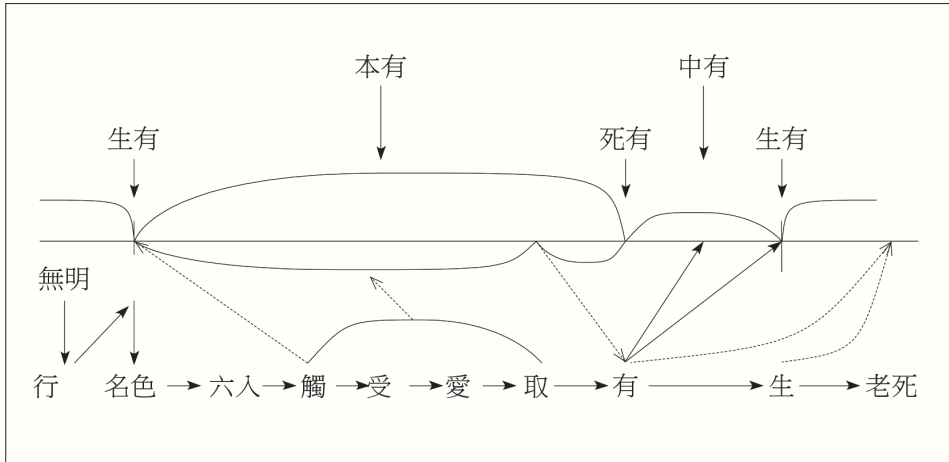 本有
中有
生有
死有
生有
無明
行
名色
六入
觸
受
愛
取
有
生
老死